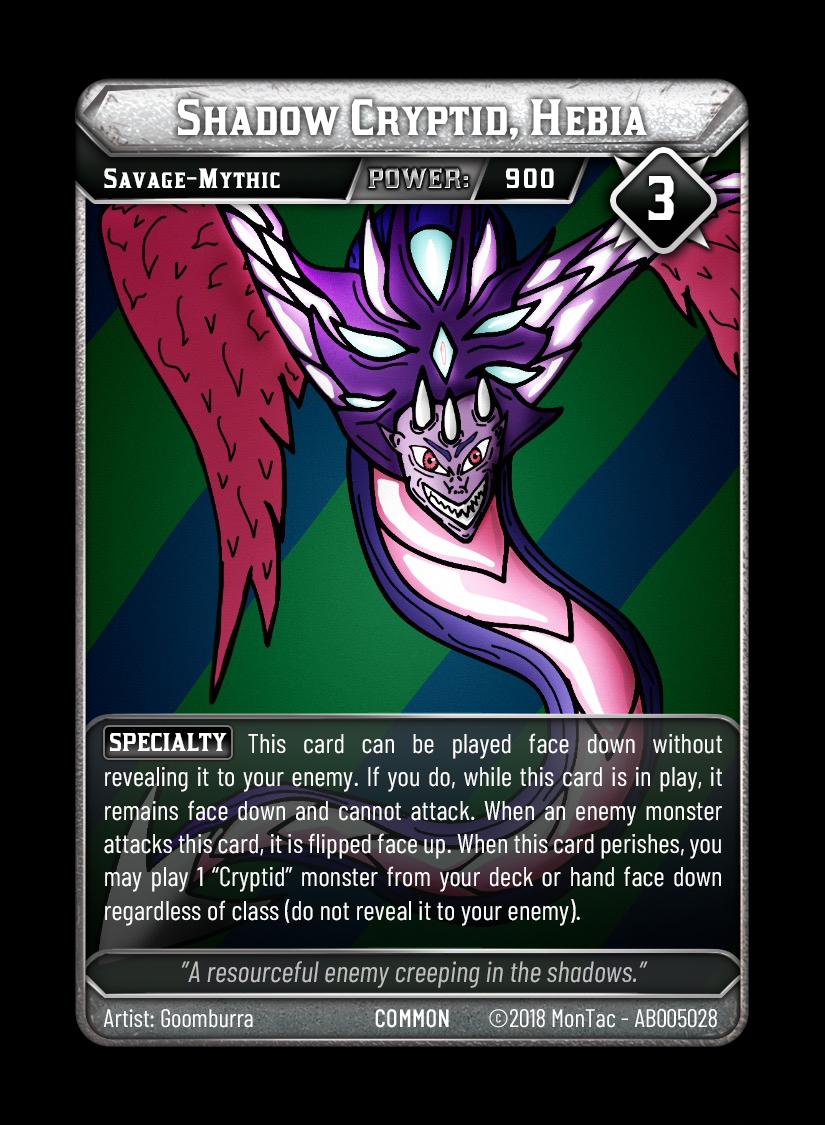 Shadow Cryptid, Hebia
Savage-Mythic POWER: 900
3
SPECIALTY This card can be played face down without
revealing it to your enemy. If you do, while this card is in play, it
remains face down and cannot attack. When an enemy monster
attacks this card, it is flipped face up. When this card perishes, you
may play 1 “Cryptid” monster from your deck or hand face down
regardless of class (do not reveal it to your enemy).
“A resourceful enemy creeping in the shadows.”
Artist: Goomburra COMMON ©2018 MonTac - AB005028